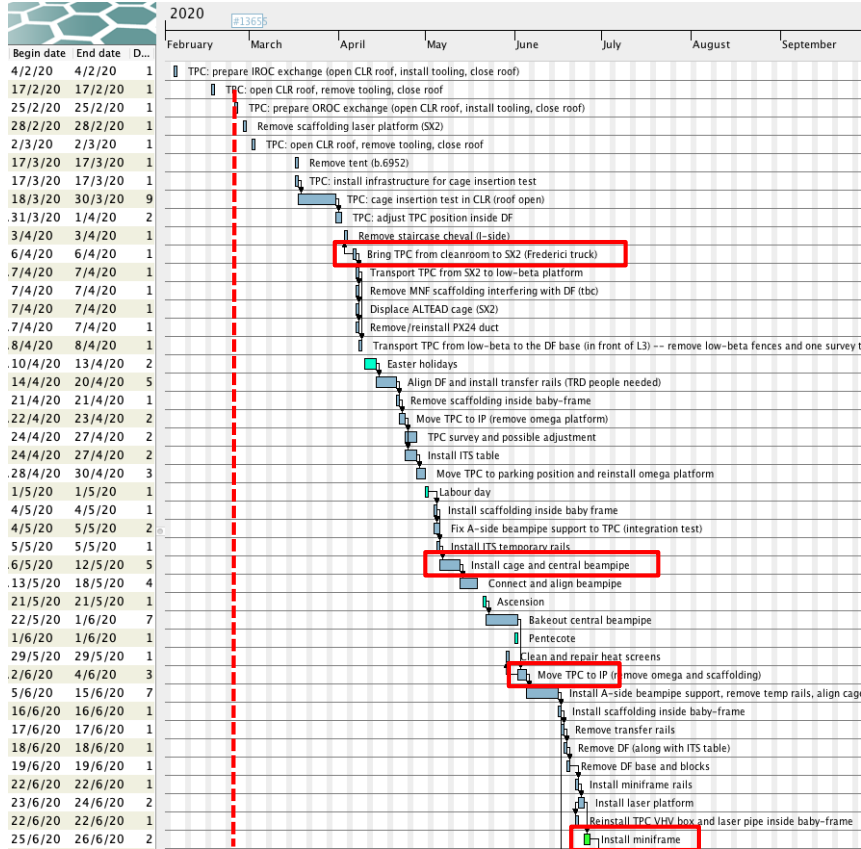 2020
#13655
February March April May June July August September
Begin date End date D...
4/2/20 4/2/20 1 TPC: prepare IROC exchange (open CLR roof, install tooling, close roof)
17/2/20 17/2/20 1 TPC: open CLR roof, remove tooling, close roof
25/2/20 25/2/20 1 TPC: prepare OROC exchange (open CLR roof, install tooling, close roof)
28/2/20 28/2/20 1 Remove scaffolding laser platform (SX2)
2/3/20 2/3/20 1 TPC: open CLR roof, remove tooling, close roof
17/3/20 17/3/20 1 Remove tent (b.6952)
17/3/20 17/3/20 1 TPC: install infrastructure for cage insertion test
18/3/20 30/3/20 9 TPC: cage insertion test in CLR (roof open)
.31/3/20 1/4/20 2 TPC: adjust TPC position inside DF
3/4/20 3/4/20 1 Remove staircase cheval (I-side)
6/4/20 6/4/20 1 Bring TPC from cleanroom to SX2 (Frederici truck)
.7/4/20 7/4/20 1 Transport TPC from SX2 to low-beta platform
7/4/20 7/4/20 1 Remove MNF scaffolding interfering with DF (tbc)
7/4/20 7/4/20 1 Displace ALTEAD cage (SX2)
.7/4/20 7/4/20 1 Remove/reinstall PX24 duct
.8/4/20 8/4/20 1 Transport TPC from low-beta to the DF base (in front of L3) -- remove low-beta fences and one survey t
.10/4/20 13/4/20 2 Easter holidays
14/4/20 20/4/20 5 Align DF and install transfer rails (TRD people needed)
.21/4/20 21/4/20 1 Remove scaffolding inside baby-frame
.22/4/20 23/4/20 2 Move TPC to IP (remove omega platform)
24/4/20 27/4/20 2 TPC survey and possible adjustment
24/4/20 27/4/20 2 Install ITS table
.28/4/20 30/4/20 3 Move TPC to parking position and reinstall omega platform
.1/5/20 1/5/20 1 Labour day
4/5/20 4/5/20 1 Install scaffolding inside baby frame
.4/5/20 5/5/20 2 Fix A-side beampipe support to TPC (integration test)
.5/5/20 5/5/20 1 Install ITS temporary rails
.6/5/20 12/5/20 5 Install cage and central beampipe
.13/5/20 18/5/20 4 Connect and align beampipe
21/5/20 21/5/20 1 Ascension
22/5/20 1/6/20 7 Bakeout central beampipe
1/6/20 1/6/20 1 Pentecote
29/5/20 29/5/20 1 Clean and repair heat screens
.2/6/20 4/6/20 3 Move TPC to IP (remove omega and scaffolding)
5/6/20 15/6/20 7 Install A-side beampipe support, remove temp rails, align cage
16/6/20 16/6/20 1 Install scaffolding inside baby-frame
17/6/20 17/6/20 1 Remove transfer rails
18/6/20 18/6/20 1 Remove DF (along with ITS table)
19/6/20 19/6/20 1 Remove DF base and blocks
22/6/20 22/6/20 1 Install miniframe rails
23/6/20 24/6/20 2 Install laser platform
22/6/20 22/6/20 1 Reinstall TPC VHV box and laser pipe inside baby-frame
25/6/20 26/6/20 2 Install miniframe